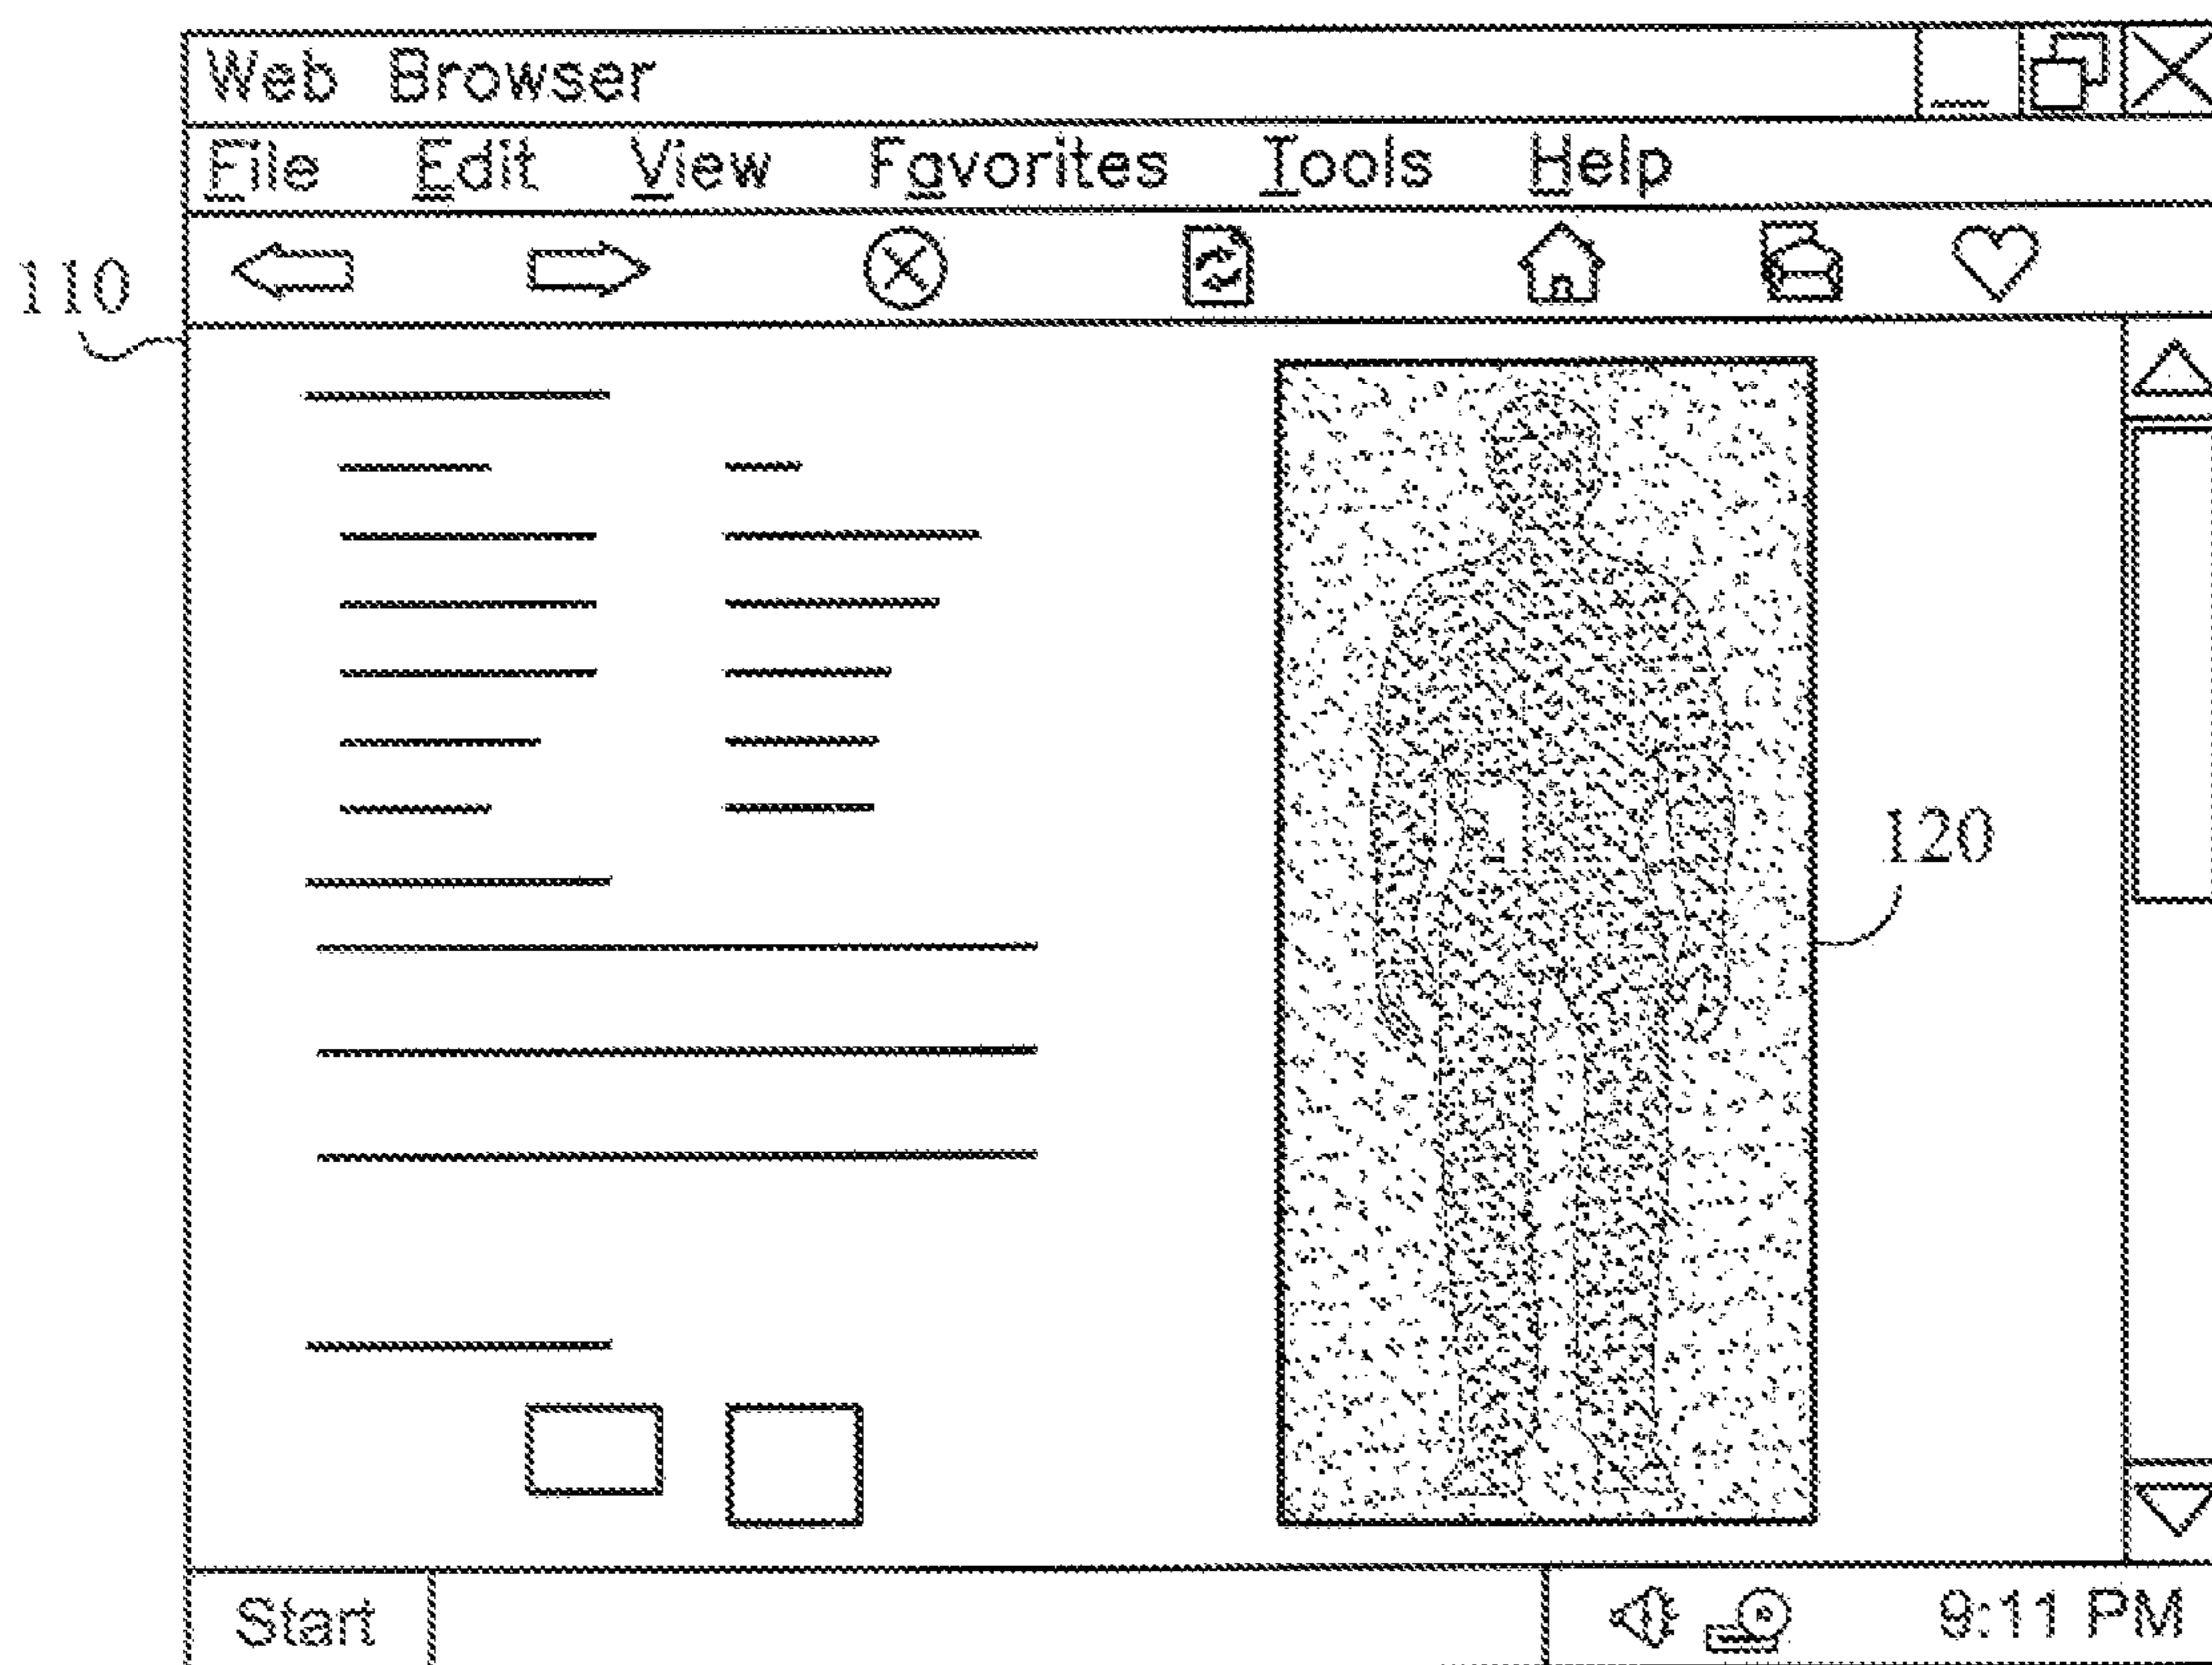 Web Browser
File Edit View Favorites Tools Help
110
120
Start 9:11 PM